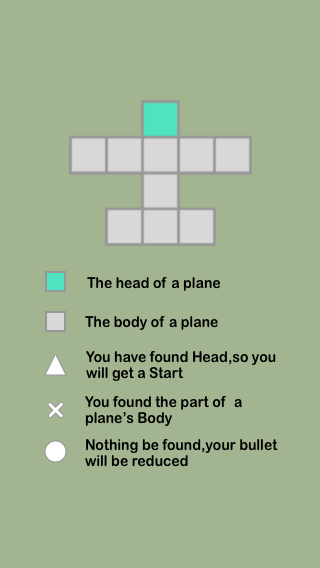 The head of a plane
The body of a plane
You have found Head,so you
will get a Start
You found the part of a
plane's Body
Nothing be found,your bullet
will be reduced